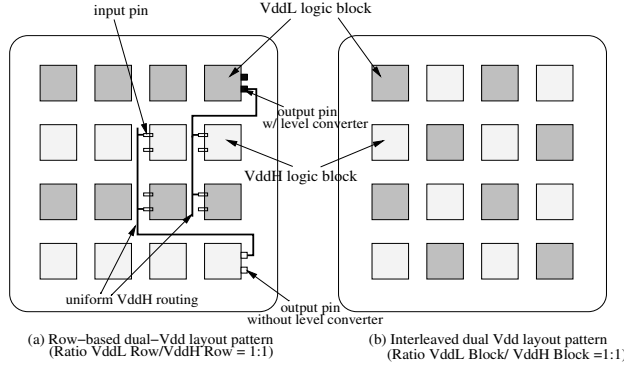 input pin
VddL logic block
output pin
w/ level converter
VddH logic block
uniform VddH routing
output pin
without level converter
(a) Row-based dual-Vdd layout pattern
(Ratio VddL Row/VddH Row = 1:1)
(b) Interleaved dual Vdd layout pattern
(Ratio VddL Block/ VddH Block =1:1)